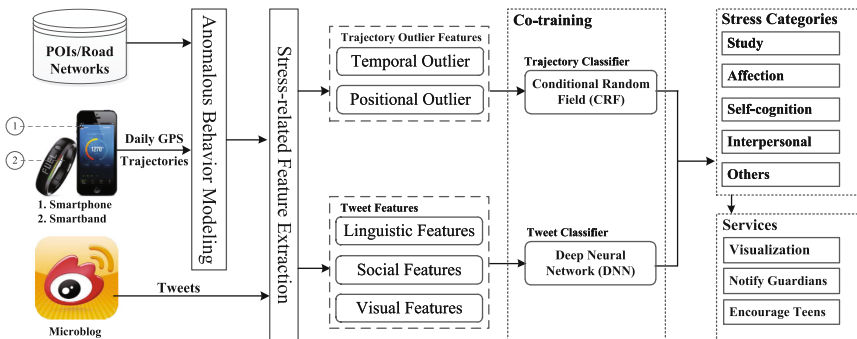 POIs/Road
Networks
1
2
FUEL
1270
Daily GPS
Trajectories
1. Smartphone
2. Smartband
Microblog
Tweets
Anomalous Behavior Modeling
Stress-related Feature Extraction
Trajectory Outlier Features
Temporal Outlier
Positional Outlier
Tweet Features
Linguistic Features
Social Features
Visual Features
Co-training
Trajectory Classifier
Conditional Random
Field (CRF)
Tweet Classifier
Deep Neural
Network (DNN)
Stress Categories
Study
Affection
Self-cognition
Interpersonal
Others
Services
Visualization
Notify Guardians
Encourage Teens